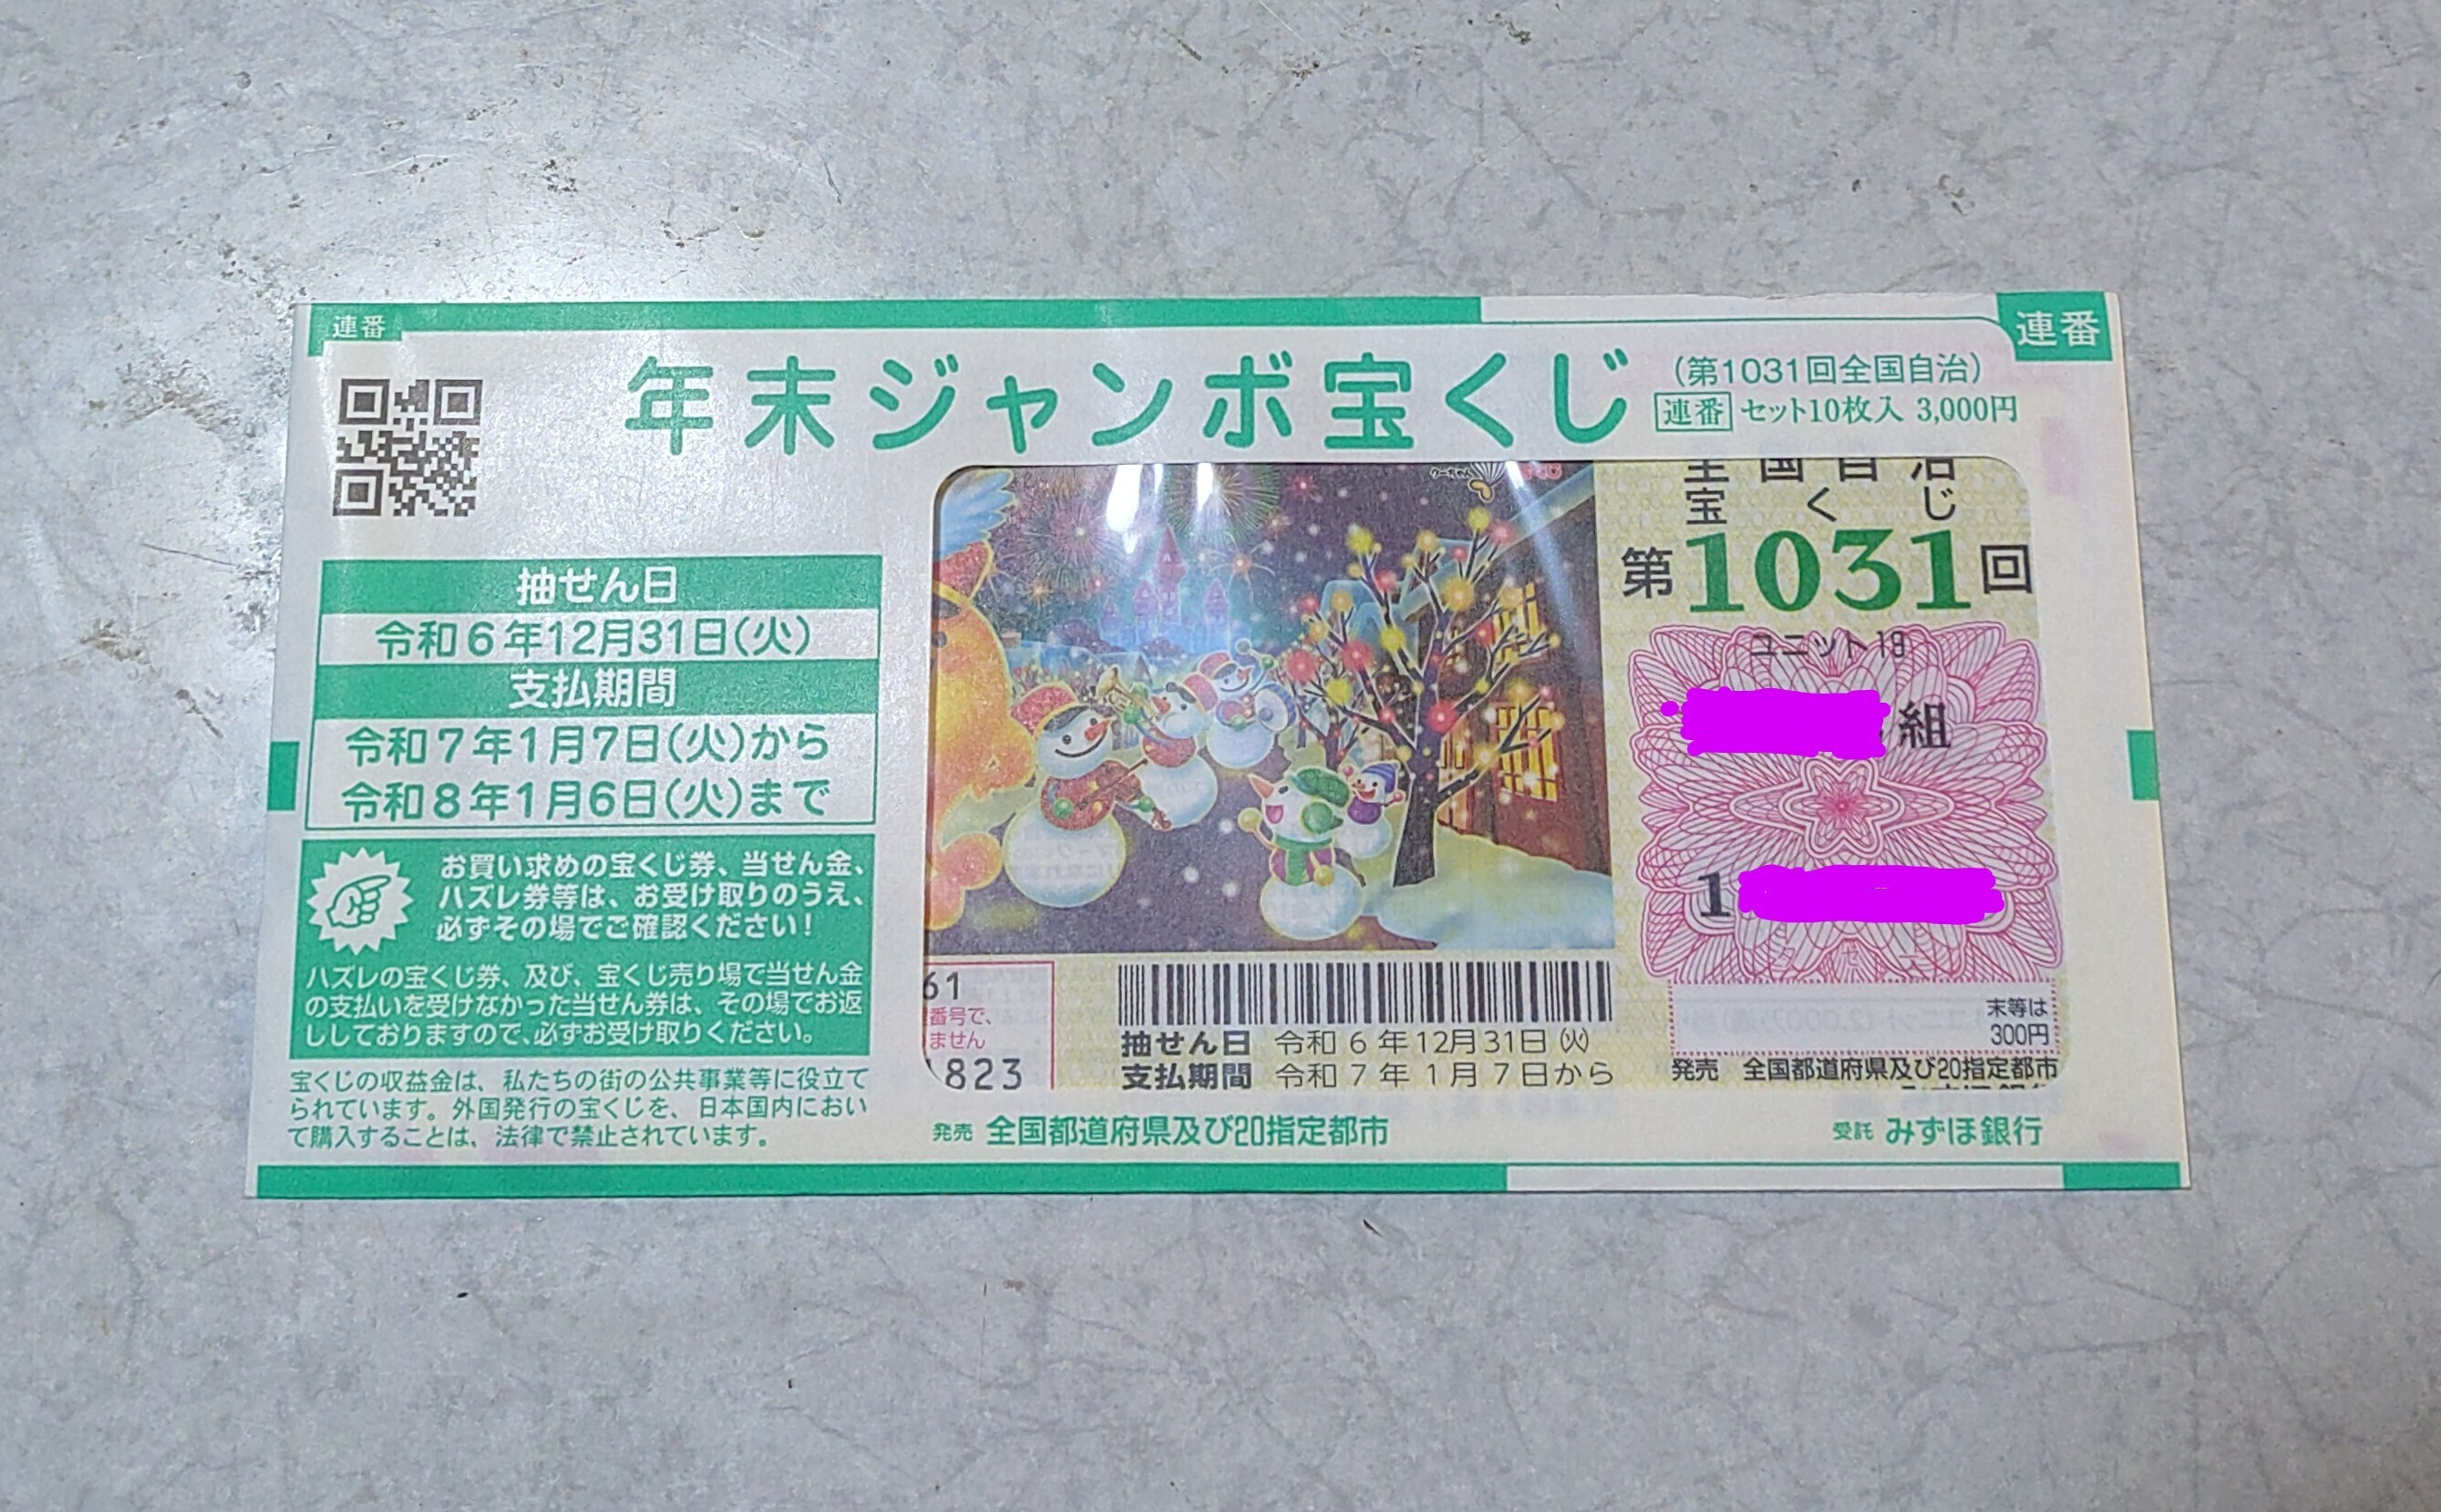 連番
連番
年末ジャンボ宝くじ
(第1031回全国自治)
連番 セット10枚入 3,000円
抽せん日
令和6年12月31日(火)
支払期間
令和7年1月7日(火)から
令和8年1月6日(火)まで
お買い求めの宝くじ券、当せん金、
ハズレ券等は、お受け取りのうえ、
必ずその場でご確認ください!
ハズレの宝くじ券、及び、宝くじ売り場で当せん金
の支払いを受けなかった当せん券は、その場でお返
ししておりますので、必ずお受け取りください。
宝くじの収益金は、私たちの街の公共事業等に役立て
られています。外国発行の宝くじを、日本国内におい
て購入することは、法律で禁止されています。
クーちゃん
全国自治
宝くじ
第1031回
ユニット19
組
1
61
番号で、
ません
823
抽せん日 令和6年12月31日(火)
支払期間 令和7年1月7日から
末等は
300円
発売 全国都道府県及び20指定都市
発売 全国都道府県及び20指定都市
受託 みずほ銀行